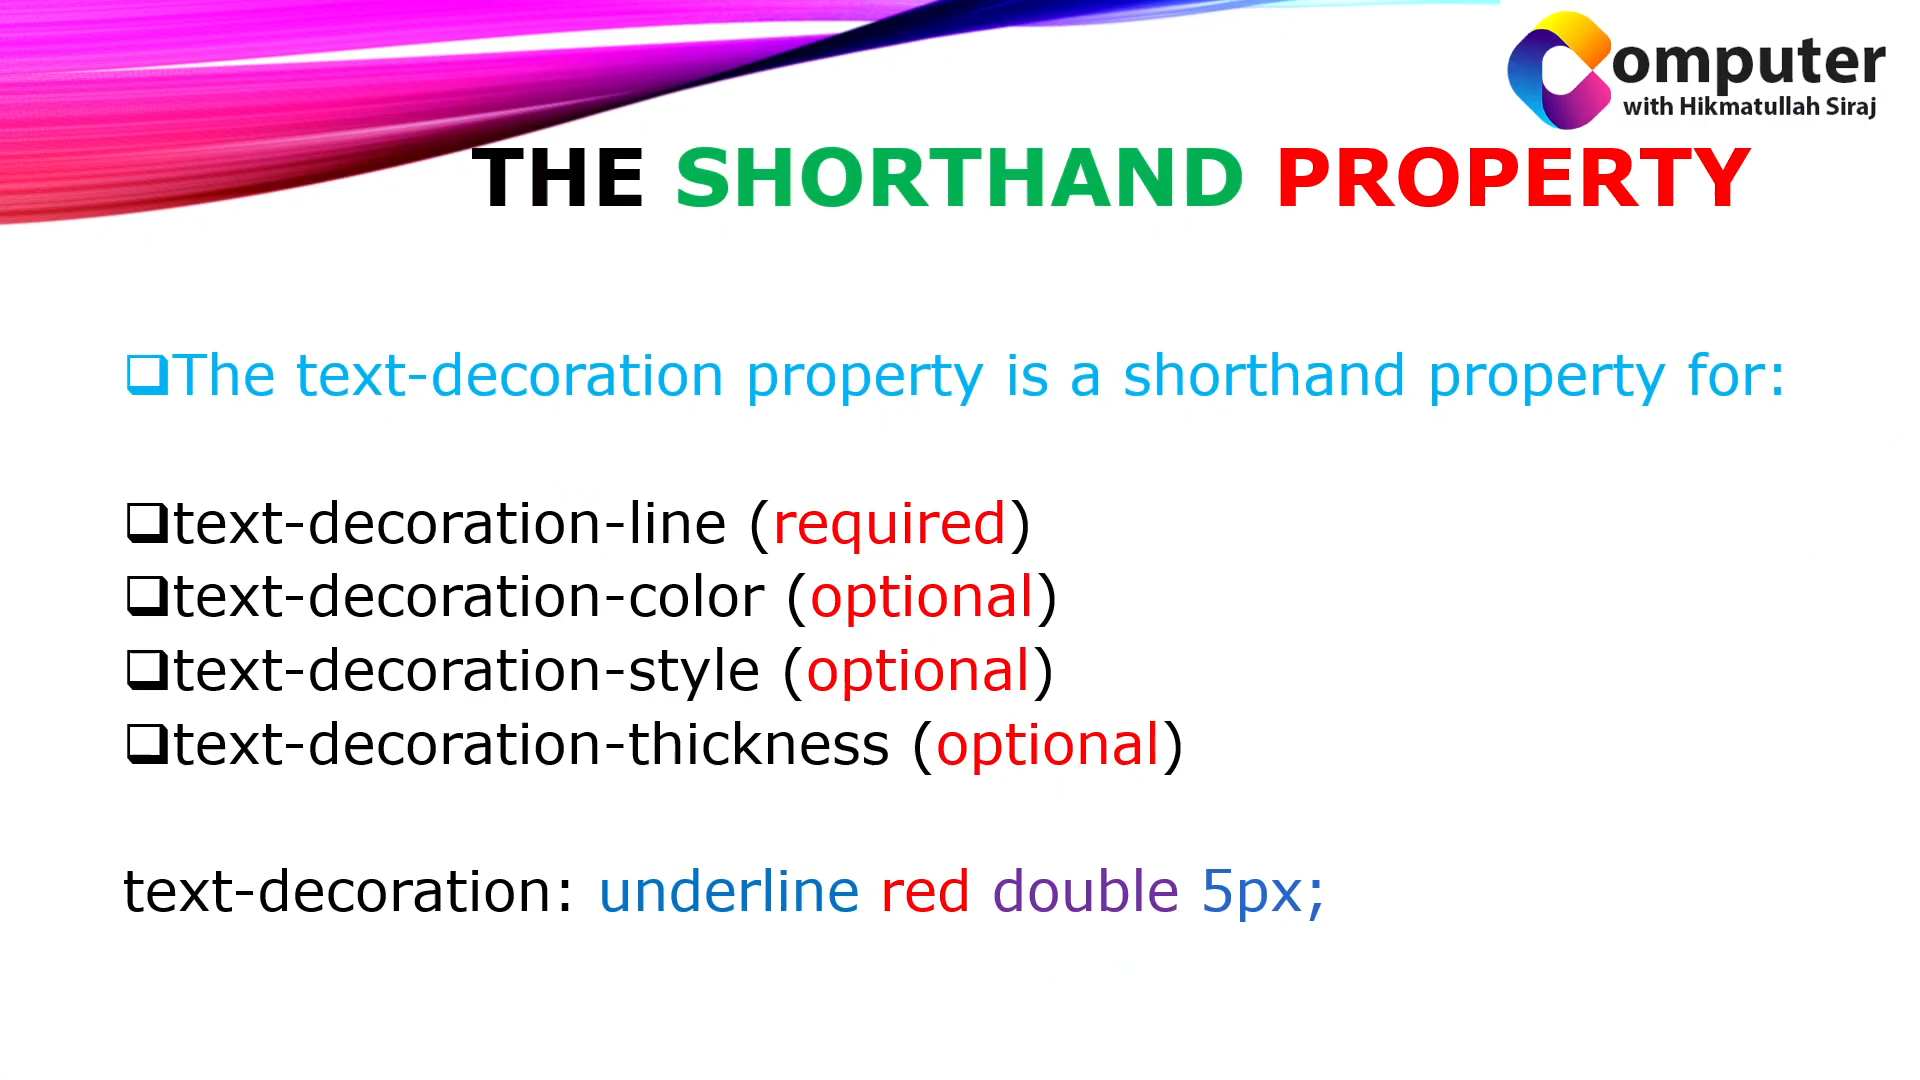 Computer
with Hikmatullah Siraj
THE SHORTHAND PROPERTY
❑The text-decoration property is a shorthand property for:
❑text-decoration-line (required)
❑text-decoration-color (optional)
❑text-decoration-style (optional)
❑text-decoration-thickness (optional)
text-decoration: underline red double 5px;